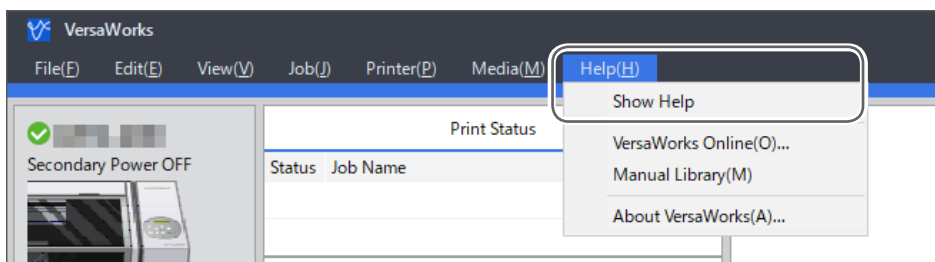 VersaWorks
File(F) Edit(E) View(V) Job(J) Printer(P) Media(M) Help(H)
Show Help
VersaWorks Online(O)...
Manual Library(M)
About VersaWorks(A)...
Secondary Power OFF
Print Status
Status Job Name